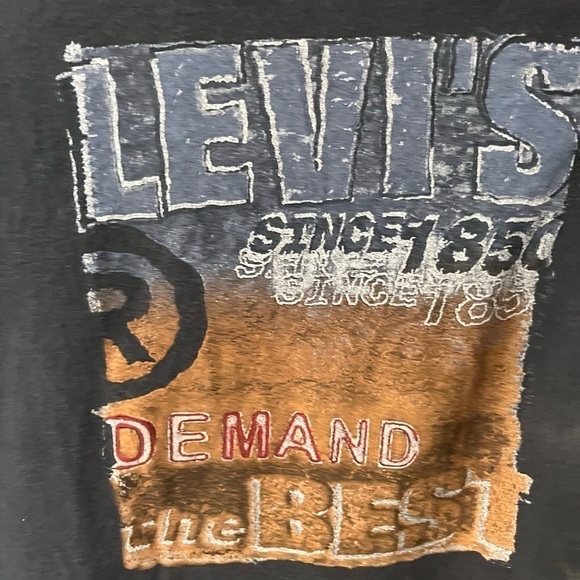 LEVI'S
SINCE 1850
SINCE 185
®
DEMAND
the BEST